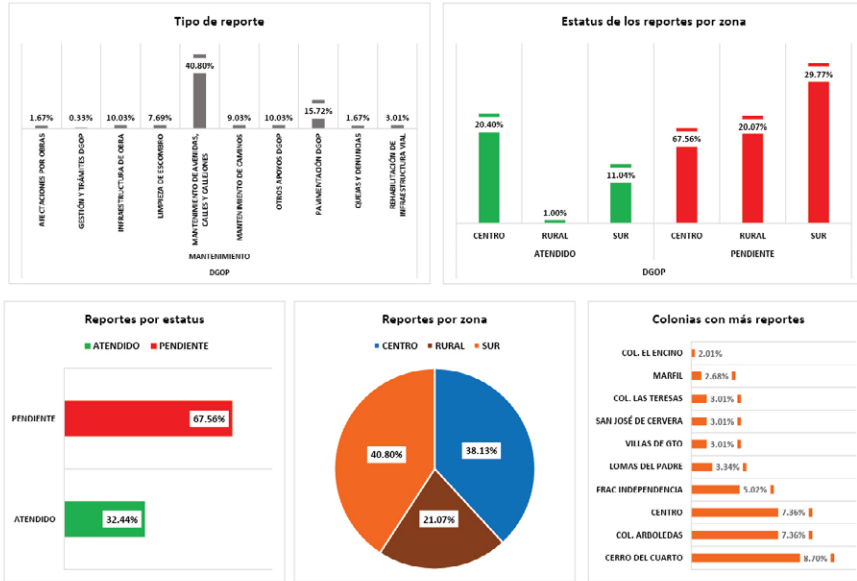 Tipo de reporte
40.80%
15.72%
1.67%
0.33%
10.03%
7.69%
9.03%
10.03%
1.67%
3.01%
AFECTACIONES POR OBRAS
GESTIÓN Y TRÁMITES DGOP
INFRAESTRUCTURA DE OBRA
LIMPIEZA DE ESCOMBRO
MANTENIMIENTO DE AVENIDAS,
CALLES Y CALLEJONES
MANTENIMIENTO DE CAMINOS
OTROS APOYOS DGOP
PAVIMENTACIÓN DGOP
QUEJAS Y DENUNCIAS
REHABILITACIÓN DE
INFRAESTRUCTURA VIAL
MANTENIMIENTO
DGOP
Estatus de los reportes por zona
29.77%
20.40%
67.56%
20.07%
11.04%
1.00%
CENTRO RURAL SUR CENTRO RURAL SUR
ATENDIDO PENDIENTE
DGOP
Reportes por estatus
ATENDIDO PENDIENTE
PENDIENTE 67.56%
ATENDIDO 32.44%
Reportes por zona
CENTRO RURAL SUR
40.80% 38.13%
21.07%
Colonias con más reportes
COL. EL ENCINO 2.01%
MARFIL 2.68%
COL. LAS TERESAS 3.01%
SAN JOSÉ DE CERVERA 3.01%
VILLAS DE GTO 3.01%
LOMAS DEL PADRE 3.34%
FRAC INDEPENDENCIA 5.02%
CENTRO 7.36%
COL. ARBOLEDAS 7.36%
CERRO DEL CUARTO 8.70%